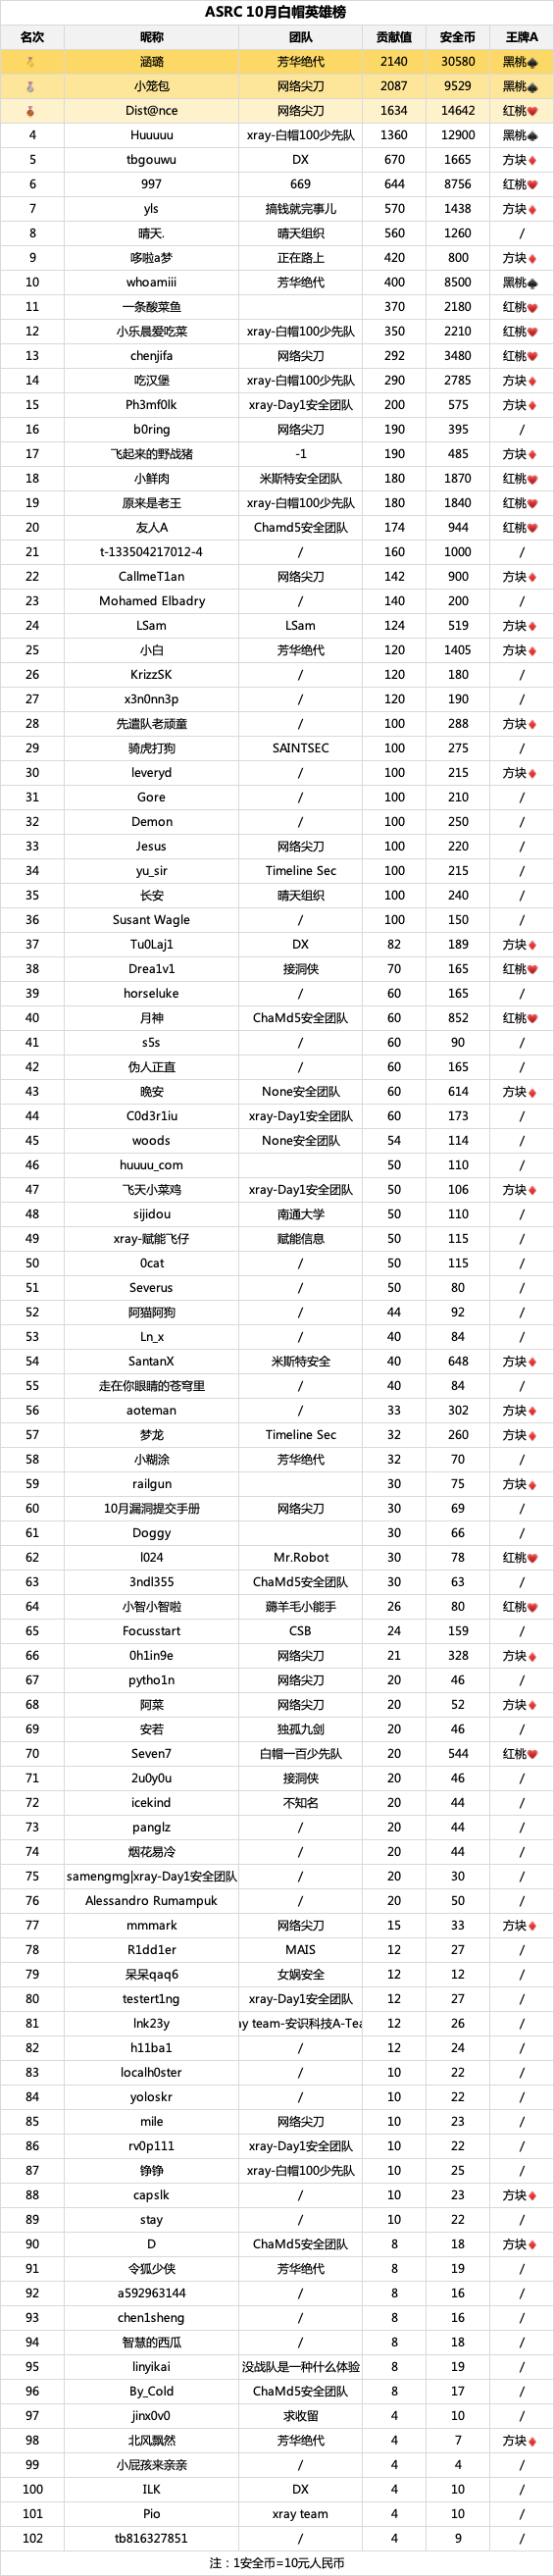 ASRC 10月白帽英雄榜
名次 昵称 团队 贡献值 安全币 王牌A
涵璐 芳华绝代 2140 30580 黑桃♠
小笼包 网络尖刀 2087 9529 黑桃♠
Dist@nce 网络尖刀 1634 14642 红桃♥
4 Huuuuu xray-白帽100少先队 1360 12900 黑桃♠
5 tbgouwu DX 670 1665 方块♦
6 997 669 644 8756 红桃♥
7 yls 搞钱就完事儿 570 1438 方块♦
8 晴天. 晴天组织 560 1260 /
9 哆啦a梦 正在路上 420 800 方块♦
10 whoamiii 芳华绝代 400 8500 黑桃♠
11 一条酸菜鱼 370 2180 红桃♥
12 小乐晨爱吃菜 xray-白帽100少先队 350 2210 红桃♥
13 chenjifa 网络尖刀 292 3480 红桃♥
14 吃汉堡 xray-白帽100少先队 290 2785 方块♦
15 Ph3mf0lk xray-Day1安全团队 200 575 方块♦
16 b0ring 网络尖刀 190 395 /
17 飞起来的野战猪 -1 190 485 方块♦
18 小鲜肉 米斯特安全团队 180 1870 红桃♥
19 原来是老王 xray-白帽100少先队 180 1840 红桃♥
20 友人A Chamd5安全团队 174 944 红桃♥
21 t-133504217012-4 / 160 1000 /
22 CallmeT1an 网络尖刀 142 900 方块♦
23 Mohamed Elbadry / 140 200 /
24 LSam LSam 124 519 方块♦
25 小白 芳华绝代 120 1405 方块♦
26 KrizzSK / 120 180 /
27 x3n0nn3p / 120 190 /
28 先遣队老顽童 / 100 288 方块♦
29 骑虎打狗 SAINTSEC 100 275 /
30 leveryd / 100 215 方块♦
31 Gore / 100 210 /
32 Demon / 100 250 /
33 Jesus 网络尖刀 100 220 /
34 yu_sir Timeline Sec 100 215 /
35 长安 晴天组织 100 240 /
36 Susant Wagle / 100 150 /
37 Tu0Laj1 DX 82 189 方块♦
38 Drea1v1 接洞侠 70 165 红桃♥
39 horseluke / 60 165 /
40 月神 ChaMd5安全团队 60 852 红桃♥
41 s5s / 60 90 /
42 伪人正直 / 60 165 /
43 晚安 None安全团队 60 614 方块♦
44 C0d3r1iu xray-Day1安全团队 60 173 /
45 woods None安全团队 54 114 /
46 huuuu_com 50 110 /
47 飞天小菜鸡 xray-Day1安全团队 50 106 方块♦
48 sijidou 南通大学 50 110 /
49 xray-赋能飞仔 赋能信息 50 115 /
50 0cat / 50 115 /
51 Severus / 50 80 /
52 阿猫阿狗 / 44 92 /
53 Ln_x / 40 84 /
54 SantanX 米斯特安全 40 648 方块♦
55 走在你眼睛的苍穹里 / 40 84 /
56 aoteman / 33 302 方块♦
57 梦龙 Timeline Sec 32 260 方块♦
58 小糊涂 芳华绝代 32 70 /
59 railgun 30 75 方块♦
60 10月漏洞提交手册 网络尖刀 30 69 /
61 Doggy 30 66 /
62 l024 Mr.Robot 30 78 红桃♥
63 3ndl355 ChaMd5安全团队 30 63 /
64 小智小智啦 薅羊毛小能手 26 80 红桃♥
65 Focusstart CSB 24 159 /
66 0h1in9e 网络尖刀 21 328 方块♦
67 pytho1n 网络尖刀 20 46 /
68 阿菜 网络尖刀 20 52 方块♦
69 安若 独孤九剑 20 46 /
70 Seven7 白帽一百少先队 20 544 红桃♥
71 2u0y0u 接洞侠 20 46 /
72 icekind 不知名 20 44 /
73 panglz / 20 44 /
74 烟花易冷 / 20 44 /
75 samengmg|xray-Day1安全团队 / 20 30 /
76 Alessandro Rumampuk / 20 50 /
77 mmmark 网络尖刀 15 33 方块♦
78 R1dd1er MAIS 12 27 /
79 呆呆qaq6 女娲安全 12 12 /
80 testert1ng xray-Day1安全团队 12 27 /
81 lnk23y ay team-安识科技A-Tea 12 26 /
82 h11ba1 / 12 24 /
83 localh0ster / 10 22 /
84 yoloskr / 10 22 /
85 mile 网络尖刀 10 23 /
86 rv0p111 xray-Day1安全团队 10 22 /
87 铮铮 xray-白帽100少先队 10 25 /
88 capslk / 10 23 方块♦
89 stay / 10 22 /
90 D ChaMd5安全团队 8 18 方块♦
91 令狐少侠 芳华绝代 8 19 /
92 a592963144 / 8 16 /
93 chen1sheng / 8 16 /
94 智慧的西瓜 / 8 18 /
95 linyikai 没战队是一种什么体验 8 19 /
96 By_Cold ChaMd5安全团队 8 17 /
97 jinx0v0 求收留 4 10 /
98 北风飘然 芳华绝代 4 7 方块♦
99 小屁孩来亲亲 / 4 4 /
100 ILK DX 4 10 /
101 Pio xray team 4 10 /
102 tb816327851 / 4 9 /
注：1安全币=10元人民币